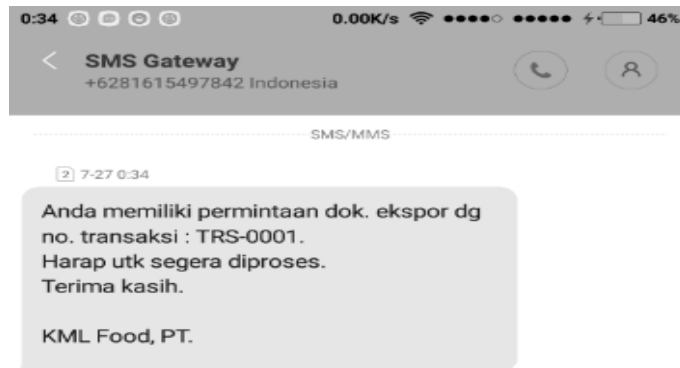 0:34 0.00K/s 46%
SMS Gateway
+6281615497842 Indonesia
SMS/MMS
2 7-27 0:34
Anda memiliki permintaan dok. ekspor dg
no. transaksi : TRS-0001.
Harap utk segera diproses.
Terima kasih.
KML Food, PT.